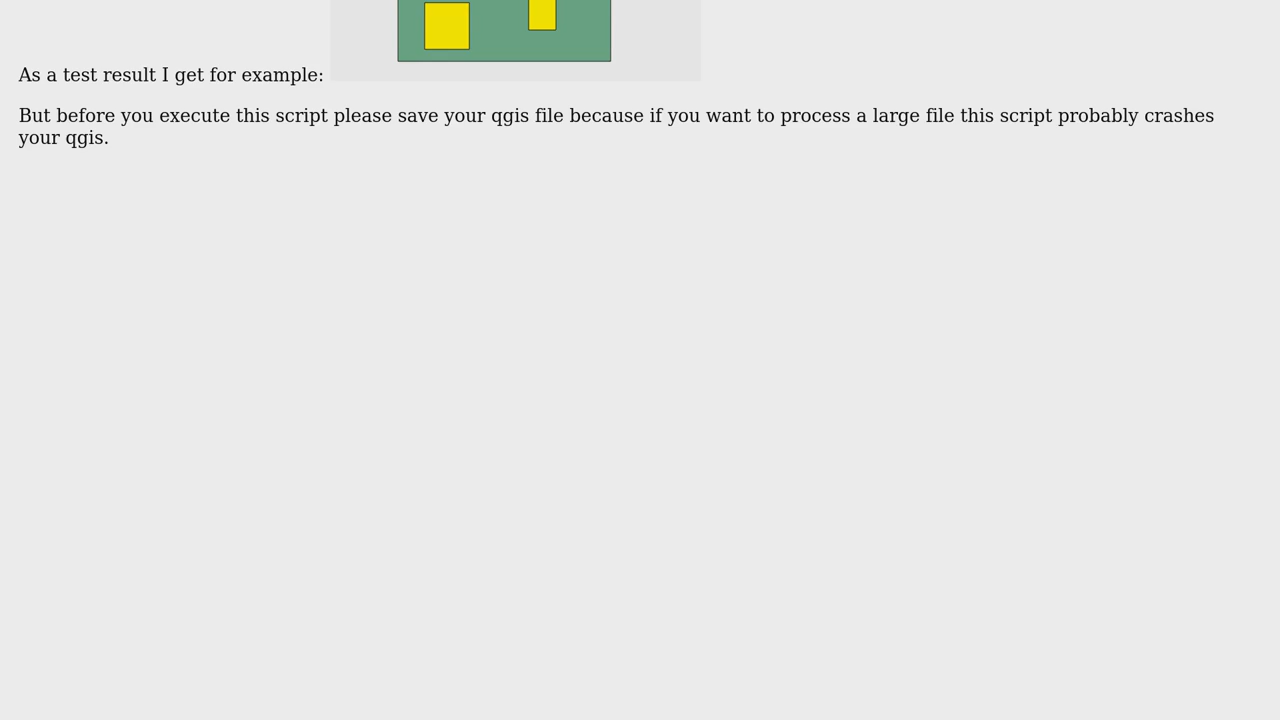 As a test result I get for example:
But before you execute this script please save your qgis file because if you want to process a large file this script probably crashes
your qgis.